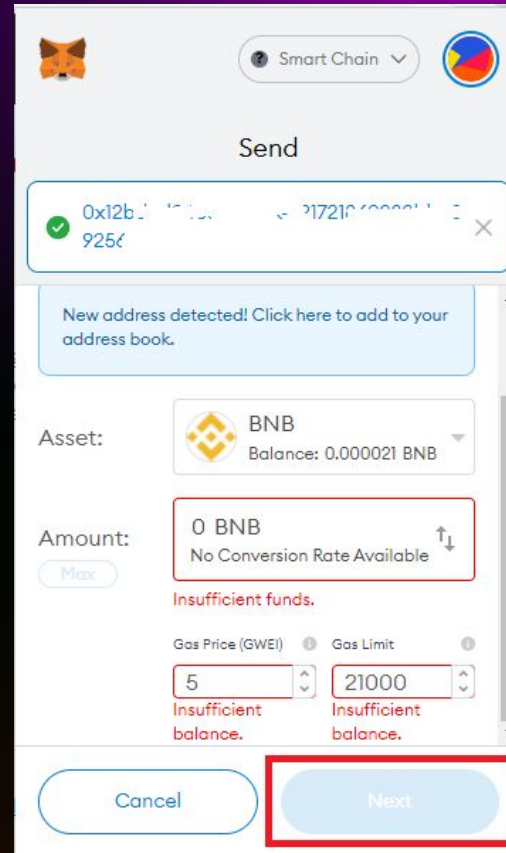 Smart Chain
Send
0x12b
9256
New address detected! Click here to add to your
address book.
Asset:
BNB
Balance: 0.000021 BNB
Amount:
Max
0 BNB
No Conversion Rate Available
Insufficient funds.
Gas Price (GWEI)
Gas Limit
5
21000
Insufficient
balance.
Insufficient
balance.
Cancel
Next